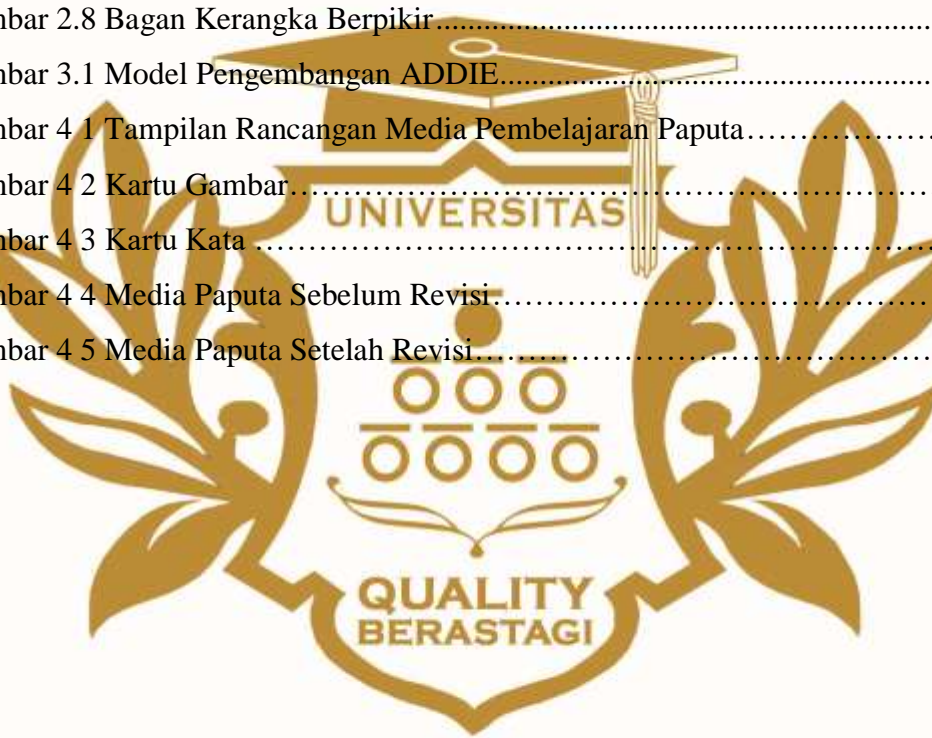 mbar 2.8 Bagan Kerangka Berpikir........................................................................
mbar 3.1 Model Pengembangan ADDIE................................................................
mbar 4 1 Tampilan Rancangan Media Pembelajaran Paputa………………
mbar 4 2 Kartu Gambar……………………………………………………
UNIVERSITAS
mbar 4 3 Kartu Kata ………………………………………………………
mbar 4 4 Media Paputa Sebelum Revisi……………………………………
mbar 4 5 Media Paputa Setelah Revisi………………………………………
QUALITY
BERASTAGI